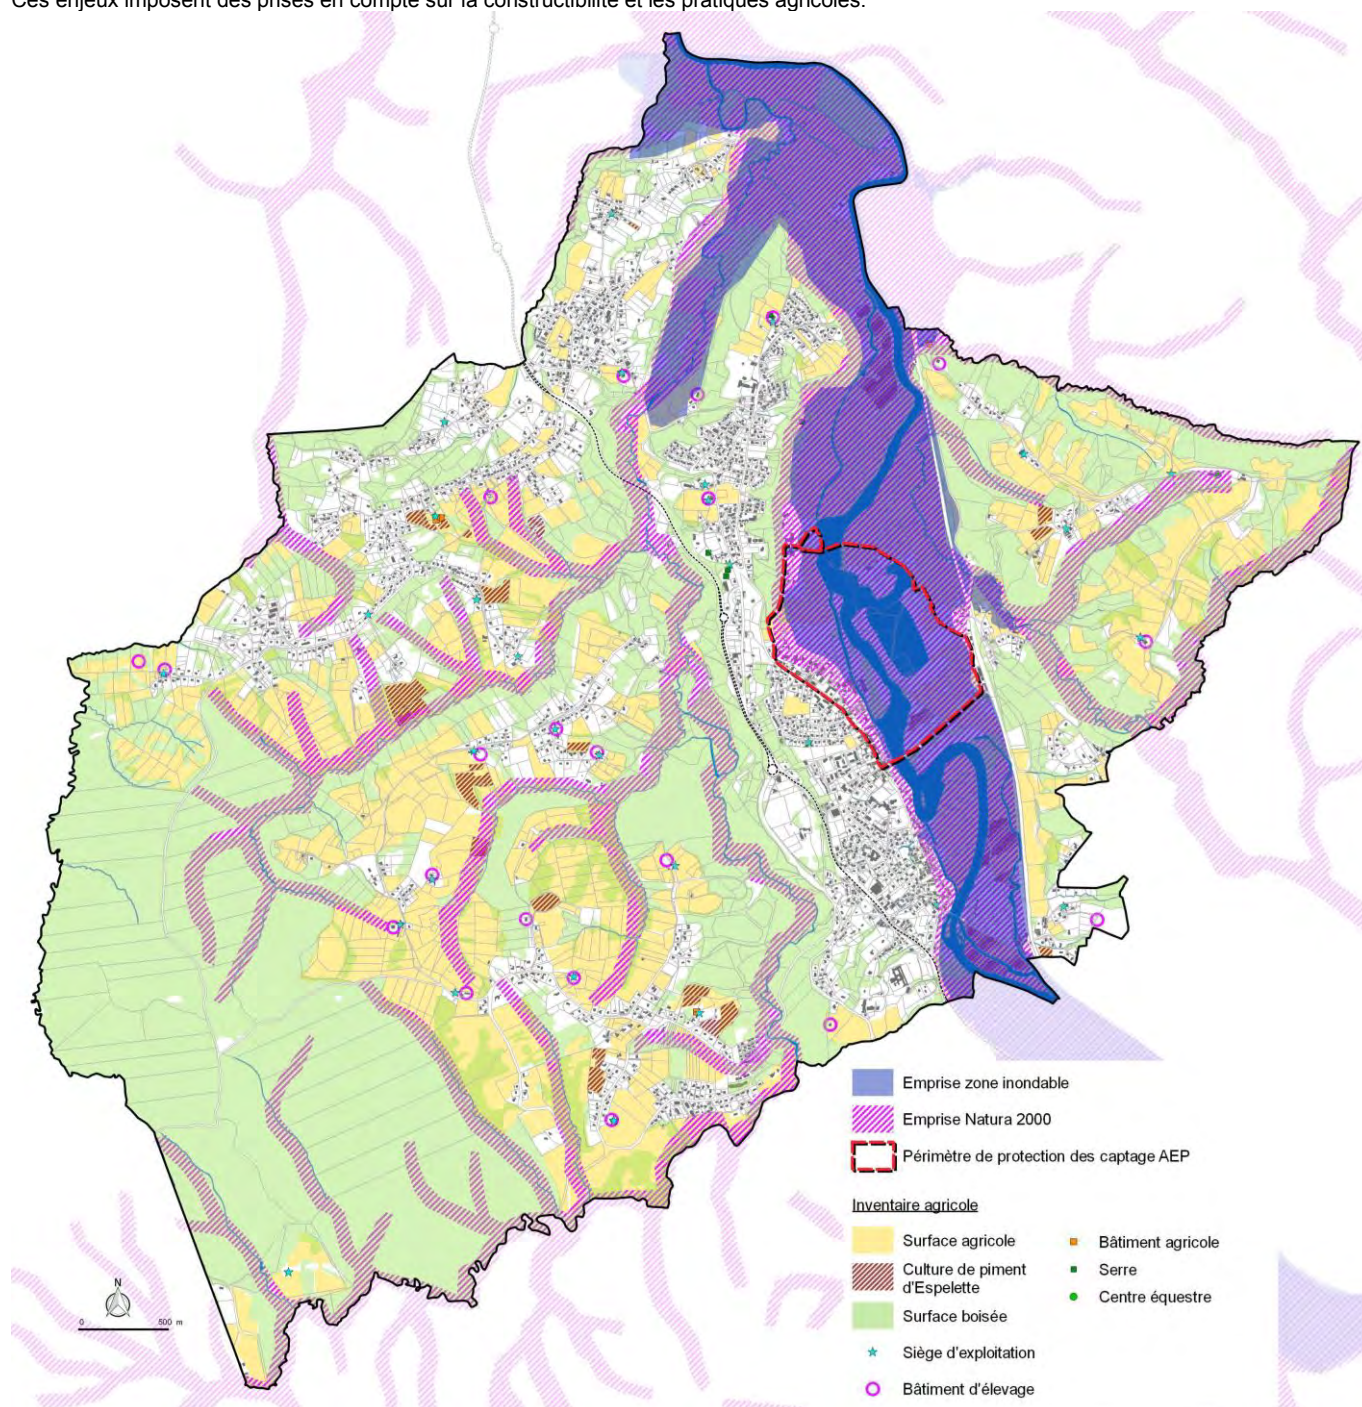 Ces enjeux imposent des prises en compte sur la constructibilité et les pratiques agricoles.
Emprise zone inondable
Emprise Natura 2000
Périmètre de protection des captage AEP
Inventaire agricole
Surface agricole
Culture de piment
d'Espelette
Surface boisée
Siège d'exploitation
Bâtiment d'élevage
Bâtiment agricole
Serre
Centre équestre
N
0 500 m